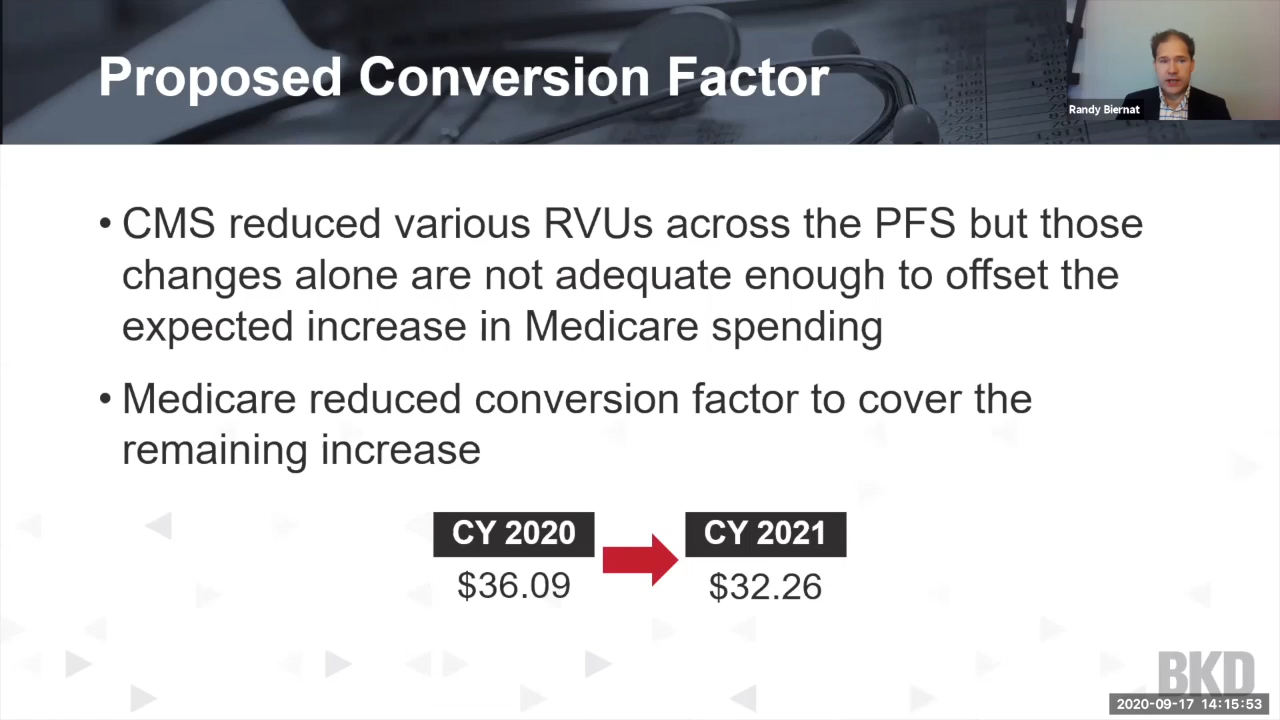 Proposed Conversion Factor
Randy Biernat
• CMS reduced various RVUs across the PFS but those
changes alone are not adequate enough to offset the
expected increase in Medicare spending
• Medicare reduced conversion factor to cover the
remaining increase
CY 2020
CY 2021
$36.09
$32.26
BKD
2020-09-17 14:15:53